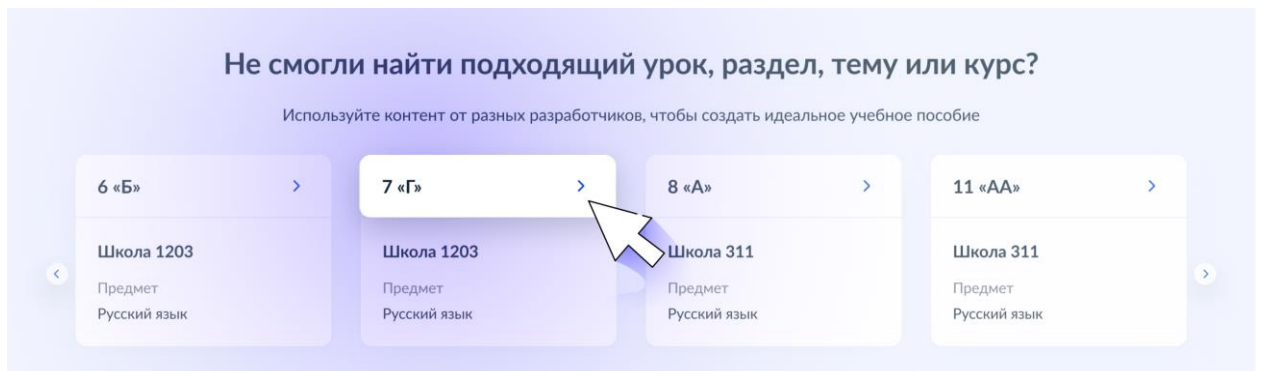 Не смогли найти подходящий урок, раздел, тему или курс?
Используйте контент от разных разработчиков, чтобы создать идеальное учебное пособие
6 «Б»
Школа 1203
Предмет
Русский язык
7 «Г»
Школа 1203
Предмет
Русский язык
8 «А»
Школа 311
Предмет
Русский язык
11 «АА»
Школа 311
Предмет
Русский язык